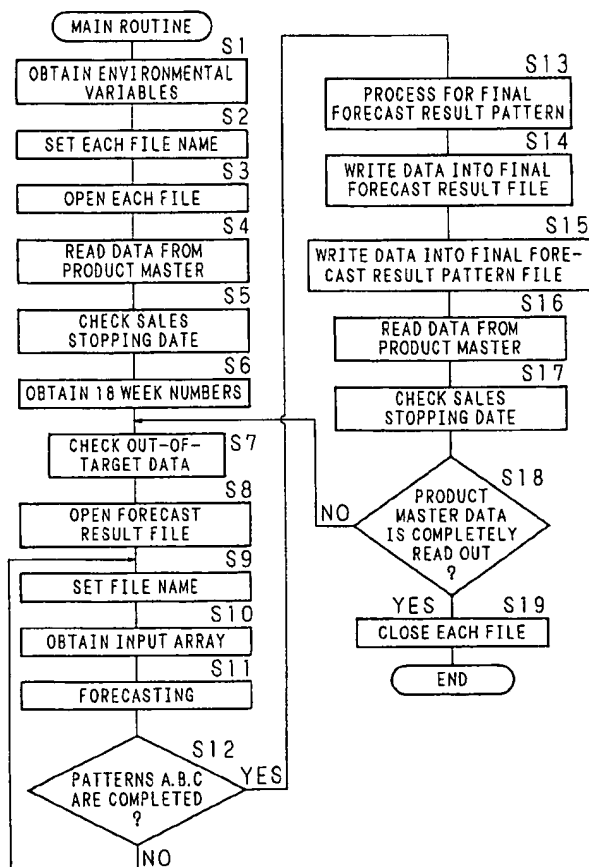 MAIN ROUTINE
S1
OBTAIN ENVIRONMENTAL
VARIABLES
S2
SET EACH FILE NAME
S3
OPEN EACH FILE
S4
READ DATA FROM
PRODUCT MASTER
S5
CHECK SALES
STOPPING DATE
S6
OBTAIN 18 WEEK NUMBERS
S7
CHECK OUT-OF-
TARGET DATA
S8
OPEN FORECAST
RESULT FILE
S9
SET FILE NAME
S10
OBTAIN INPUT ARRAY
S11
FORECASTING
S12
PATTERNS A.B.C
ARE COMPLETED
?
YES
NO
S13
PROCESS FOR FINAL
FORECAST RESULT PATTERN
S14
WRITE DATA INTO FINAL
FORECAST RESULT FILE
S15
WRITE DATA INTO FINAL FORE-
CAST RESULT PATTERN FILE
S16
READ DATA FROM
PRODUCT MASTER
S17
CHECK SALES
STOPPING DATE
S18
PRODUCT
MASTER DATA
IS COMPLETELY
READ OUT
?
NO
YES
S19
CLOSE EACH FILE
END